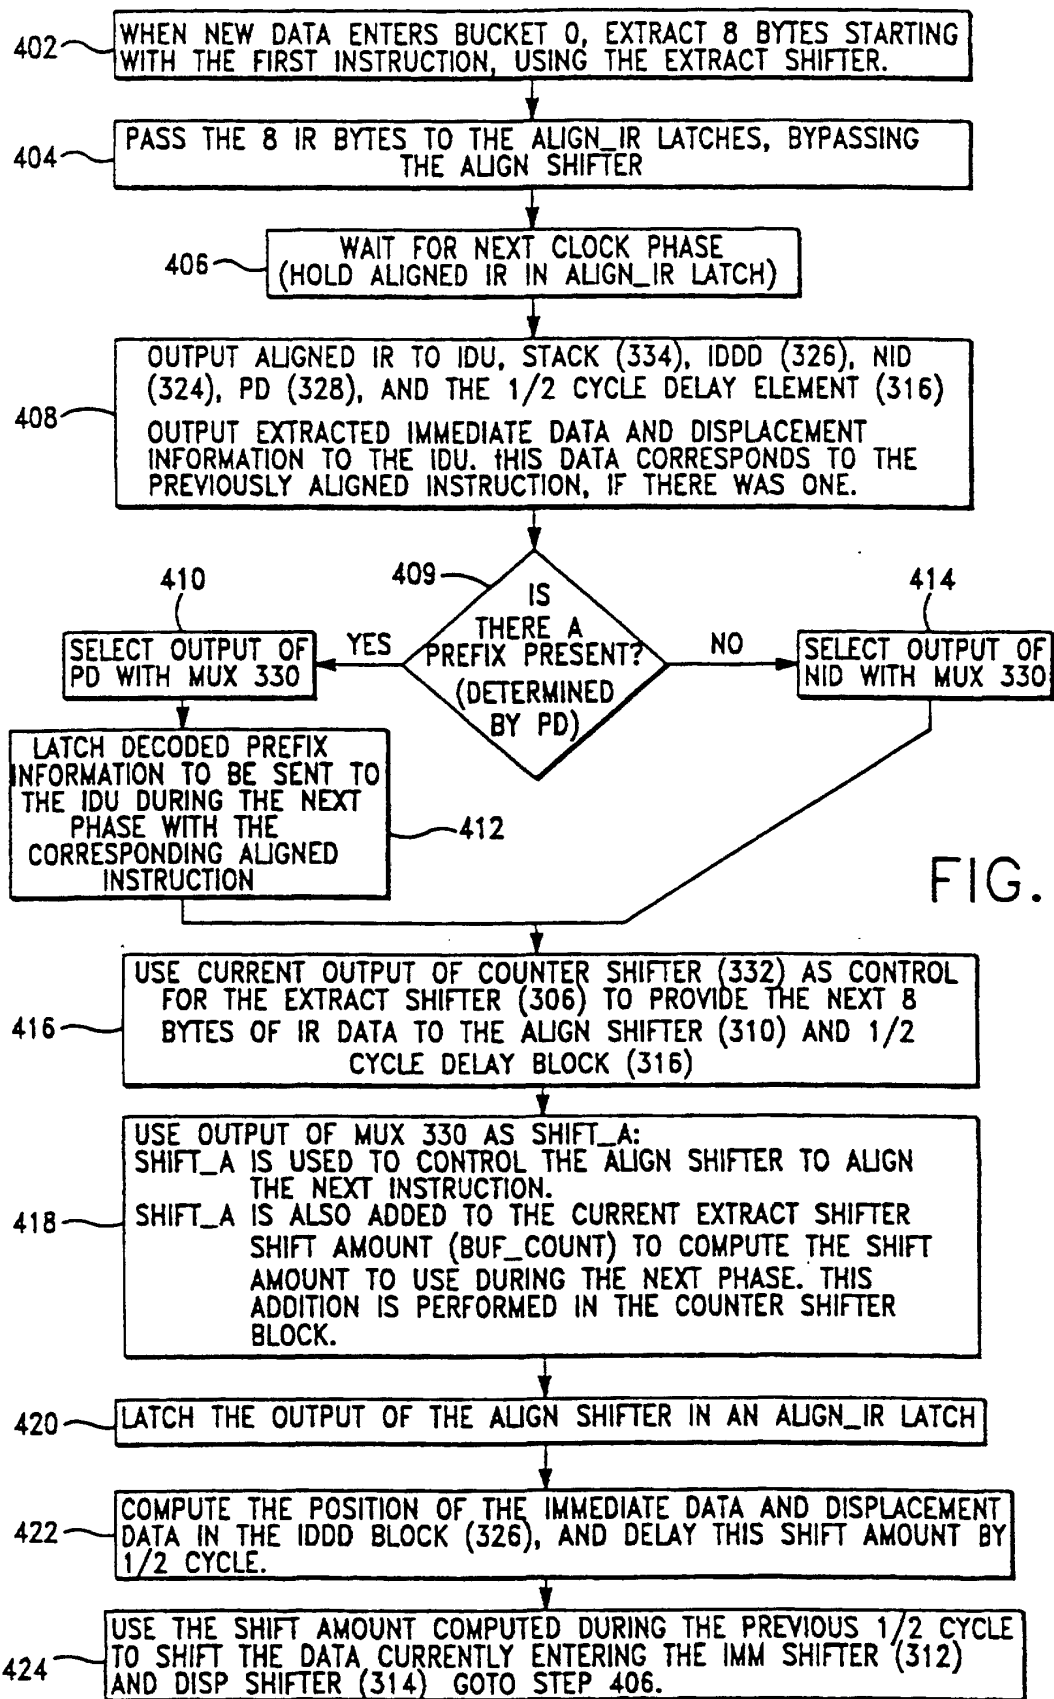 402
WHEN NEW DATA ENTERS BUCKET 0, EXTRACT 8 BYTES STARTING
WITH THE FIRST INSTRUCTION, USING THE EXTRACT SHIFTER.
404
PASS THE 8 IR BYTES TO THE ALIGN_IR LATCHES, BYPASSING
THE ALIGN SHIFTER
406
WAIT FOR NEXT CLOCK PHASE
(HOLD ALIGNED IR IN ALIGN_IR LATCH)
408
OUTPUT ALIGNED IR TO IDU, STACK (334), IDDD (326), NID
(324), PD (328), AND THE 1/2 CYCLE DELAY ELEMENT (316)
OUTPUT EXTRACTED IMMEDIATE DATA AND DISPLACEMENT
INFORMATION TO THE IDU. tHIS DATA CORRESPONDS TO THE
PREVIOUSLY ALIGNED INSTRUCTION, IF THERE WAS ONE.
409
IS
THERE A
PREFIX PRESENT?
(DETERMINED
BY PD)
YES
NO
410
SELECT OUTPUT OF
PD WITH MUX 330
414
SELECT OUTPUT OF
NID WITH MUX 330
LATCH DECODED PREFIX
INFORMATION TO BE SENT TO
THE IDU DURING THE NEXT
PHASE WITH THE
CORRESPONDING ALIGNED
INSTRUCTION
412
FIG.
416
USE CURRENT OUTPUT OF COUNTER SHIFTER (332) AS CONTROL
FOR THE EXTRACT SHIFTER (306) TO PROVIDE THE NEXT 8
BYTES OF IR DATA TO THE ALIGN SHIFTER (310) AND 1/2
CYCLE DELAY BLOCK (316)
418
USE OUTPUT OF MUX 330 AS SHIFT_A:
SHIFT_A IS USED TO CONTROL THE ALIGN SHIFTER TO ALIGN
THE NEXT INSTRUCTION.
SHIFT_A IS ALSO ADDED TO THE CURRENT EXTRACT SHIFTER
SHIFT AMOUNT (BUF_COUNT) TO COMPUTE THE SHIFT
AMOUNT TO USE DURING THE NEXT PHASE. THIS
ADDITION IS PERFORMED IN THE COUNTER SHIFTER
BLOCK.
420
LATCH THE OUTPUT OF THE ALIGN SHIFTER IN AN ALIGN_IR LATCH
422
COMPUTE THE POSITION OF THE IMMEDIATE DATA AND DISPLACEMENT
DATA IN THE IDDD BLOCK (326), AND DELAY THIS SHIFT AMOUNT BY
1/2 CYCLE.
424
USE THE SHIFT AMOUNT COMPUTED DURING THE PREVIOUS 1/2 CYCLE
TO SHIFT THE DATA CURRENTLY ENTERING THE IMM SHIFTER (312)
AND DISP SHIFTER (314) GOTO STEP 406.